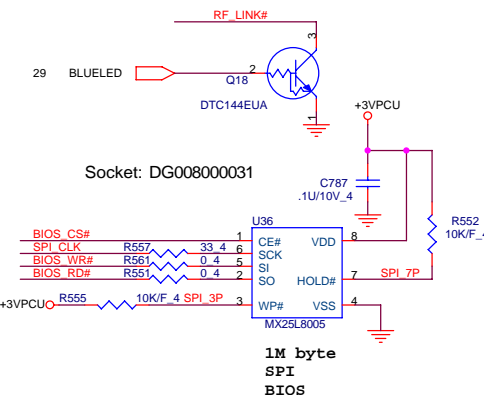 RF_LINK#
3
29 BLUELED
2
Q18
DTC144EUA
1
+3VPCU
Socket: DG008000031
C787
.1U/10V_4
R552
10K/F_4
U36
BIOS_CS# 1 CE# VDD 8
SPI_CLK R557 33_4 6 SCK
BIOS_WR# R561 0_4 5 SI
BIOS_RD# R551 0_4 2 SO HOLD# 7 SPI_7P
+3VPCU R555 10K/F_4 SPI_3P 3 WP# VSS 4
MX25L8005
1M byte
SPI
BIOS